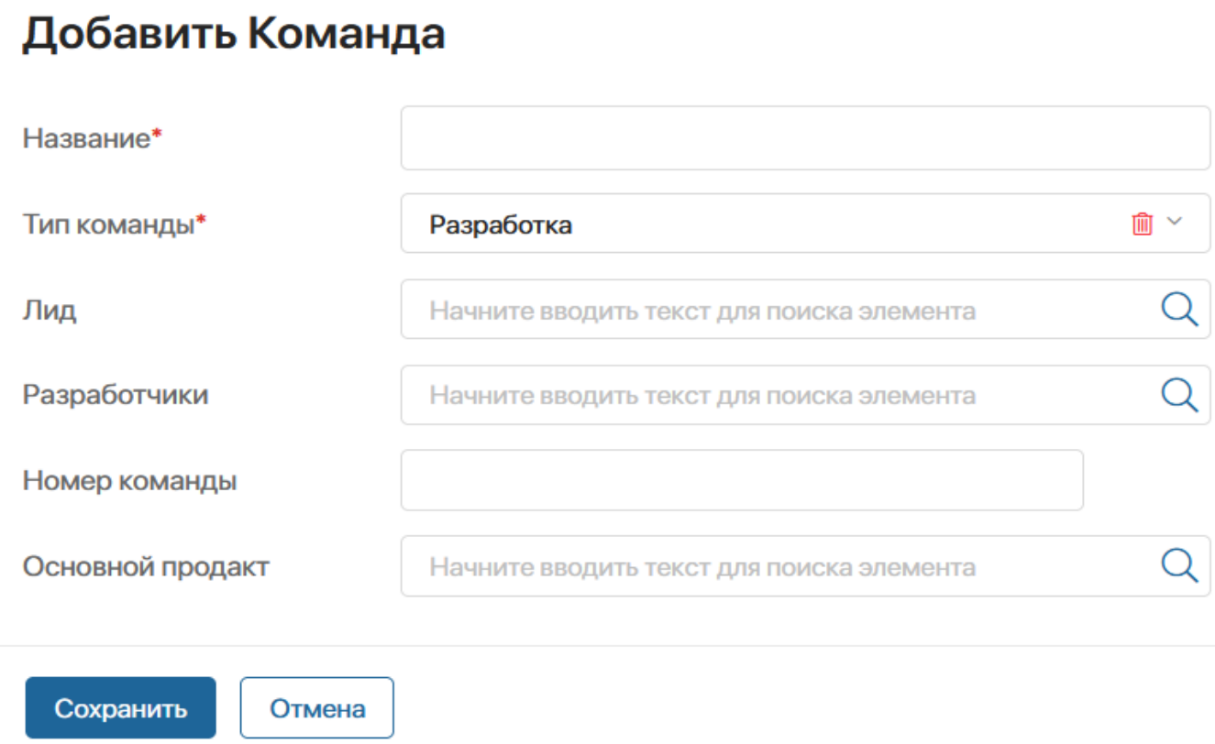 Добавить Команда
Название*
Тип команды* Разработка
Лид Начните вводить текст для поиска элемента
Разработчики Начните вводить текст для поиска элемента
Номер команды
Основной продакт Начните вводить текст для поиска элемента
Сохранить Отмена